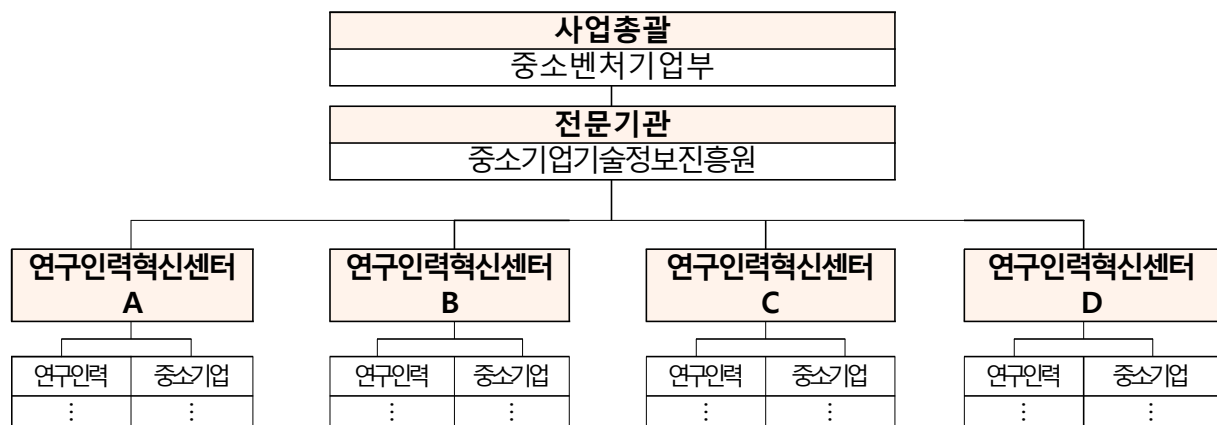 사업총괄
중소벤처기업부
전문기관
중소기업기술정보진흥원
연구인력혁신센터
A
연구인력혁신센터
B
연구인력혁신센터
C
연구인력혁신센터
D
연구인력 중소기업 연구인력 중소기업 연구인력 중소기업 연구인력 중소기업
⋮ ⋮ ⋮ ⋮ ⋮ ⋮ ⋮ ⋮